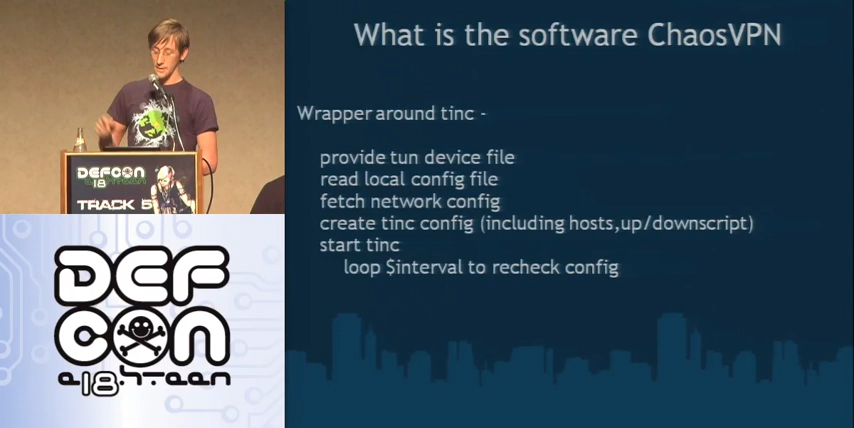 What is the software ChaosVPN
Wrapper around tinc -
provide tun device file
read local config file
fetch network config
create tinc config (including hosts,up/downscript)
start tinc
loop $interval to recheck config
DEFCON
18
TRACK 5
DEF
CON
e18hteen